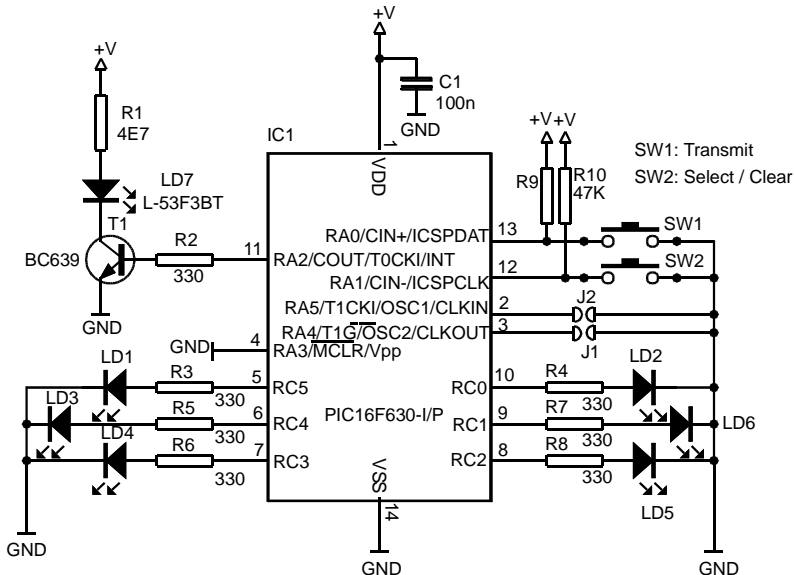 +V
+V
C1
100n
GND
R1
4E7
IC1
1
VDD
+V +V
R9
R10
47K
SW1: Transmit
SW2: Select / Clear
LD7
L-53F3BT
T1
BC639
R2
330
11
RA2/COUT/T0CKI/INT
RA0/CIN+/ICSPDAT
13
SW1
RA1/CIN-/ICSPCLK
12
SW2
RA5/T1CKI/OSC1/CLKIN
2
J2
RA4/T1G/OSC2/CLKOUT
3
J1
GND
GND
4
RA3/MCLR/Vpp
LD1
R3
330
5
RC5
RC0
10
R4
330
LD2
LD3
R5
330
6
RC4
PIC16F630-I/P
RC1
9
R7
330
LD6
LD4
R6
330
7
RC3
RC2
8
R8
330
LD5
VSS
14
GND
GND
GND